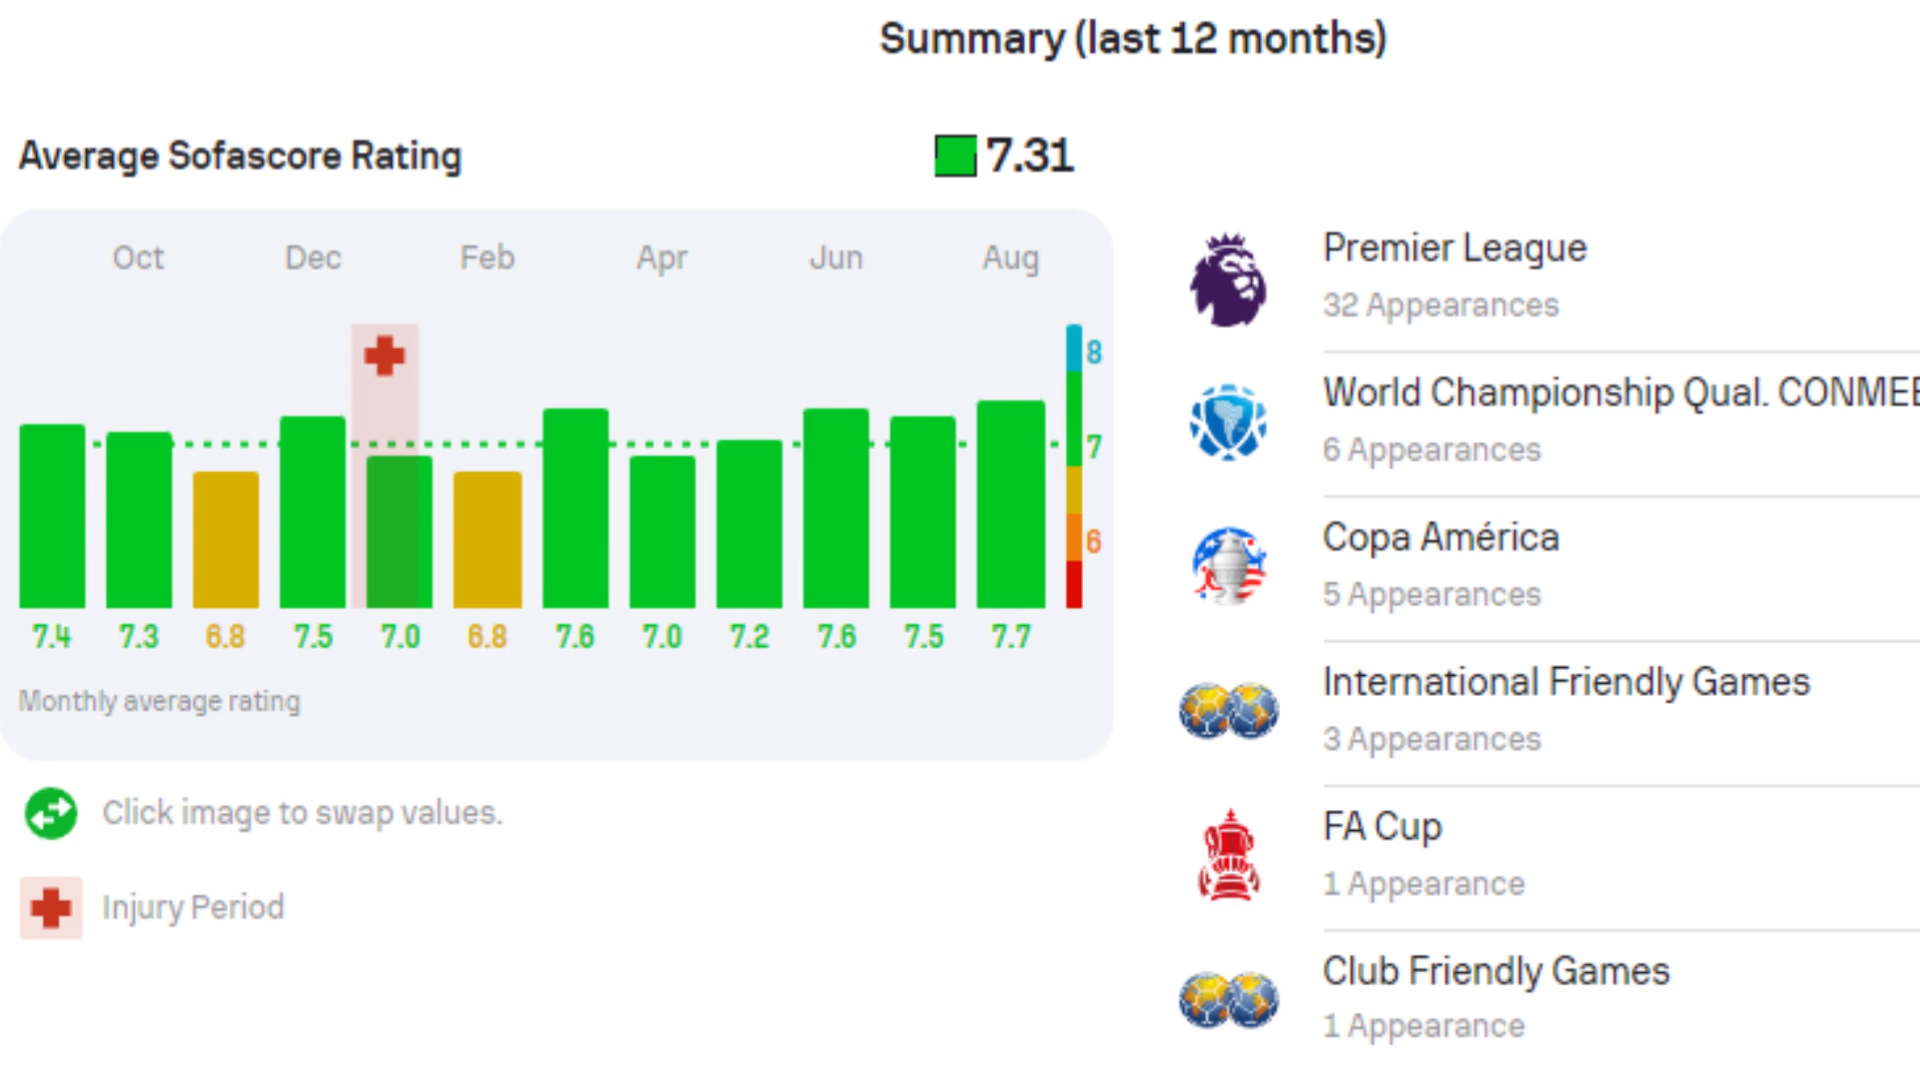 Summary (last 12 months)
Average Sofascore Rating
7.31
Oct Dec Feb Apr Jun Aug
8
7
6
7.4 7.3 6.8 7.5 7.0 6.8 7.6 7.0 7.2 7.6 7.5 7.7
Monthly average rating
Click image to swap values.
Injury Period
Premier League
32 Appearances
World Championship Qual. CONME
6 Appearances
Copa América
5 Appearances
International Friendly Games
3 Appearances
FA Cup
1 Appearance
Club Friendly Games
1 Appearance